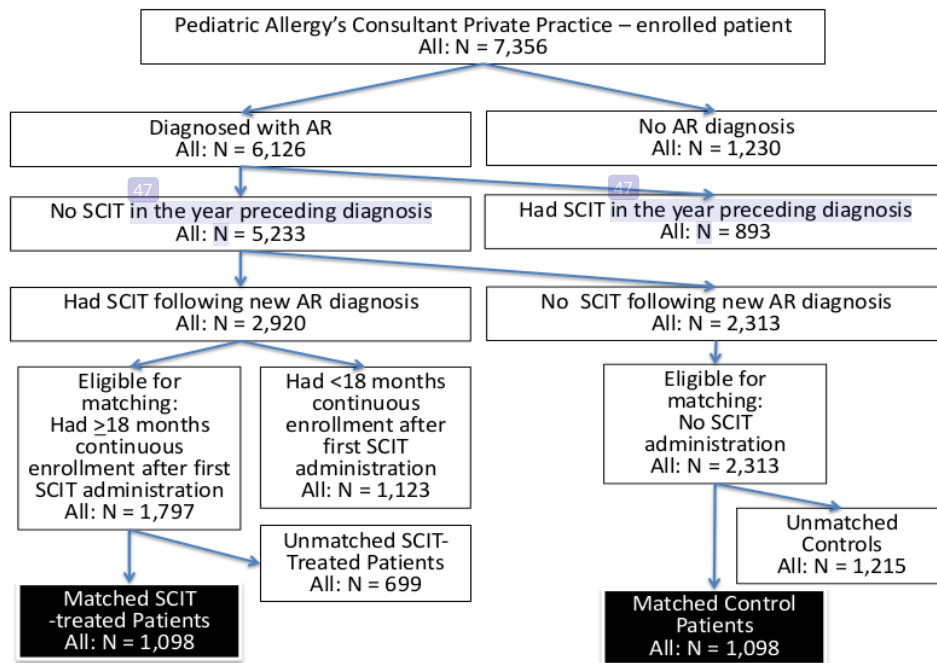 Pediatric Allergy’s Consultant Private Practice – enrolled patient
All: N = 7,356
Diagnosed with AR
All: N = 6,126
No AR diagnosis
All: N = 1,230
47
No SCIT in the year preceding diagnosis
All: N = 5,233
47
Had SCIT in the year preceding diagnosis
All: N = 893
Had SCIT following new AR diagnosis
All: N = 2,920
No  SCIT following new AR diagnosis
All: N = 2,313
Eligible for
matching:
Had ≥18 months
continuous
enrollment after first
SCIT administration
All: N = 1,797
Had <18 months
continuous
enrollment after
first SCIT
administration
All: N = 1,123
Eligible for
matching:
No SCIT
administration
All: N = 2,313
Unmatched SCIT-
Treated Patients
All: N = 699
Unmatched
Controls
All: N = 1,215
Matched SCIT
-treated Patients
All: N = 1,098
Matched Control
Patients
All: N = 1,098